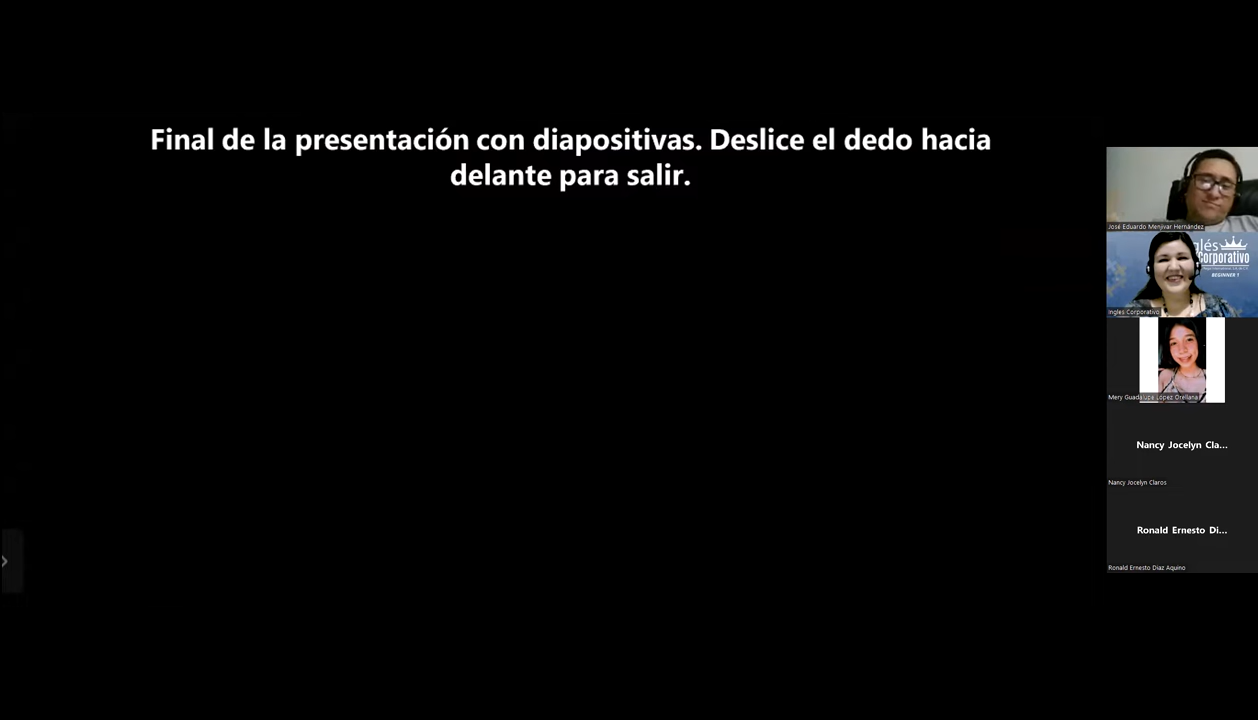 Final de la presentación con diapositivas. Deslice el dedo hacia
delante para salir.
José Eduardo Menjivar Hernández
Corporativo
BEGINNER 1
Ingles Corporativo
Mery Guadalupe López Orellana
Nancy Jocelyn Cla...
Nancy Jocelyn Claros
Ronald Ernesto Di...
Ronald Ernesto Diaz Aquino